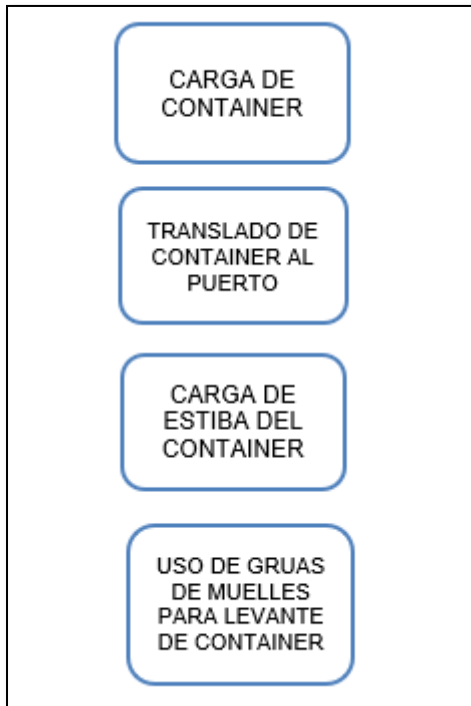 CARGA DE
CONTAINER
TRANSLADO DE
CONTAINER AL
PUERTO
CARGA DE
ESTIBA DEL
CONTAINER
USO DE GRUAS
DE MUELLES
PARA LEVANTE
DE CONTAINER